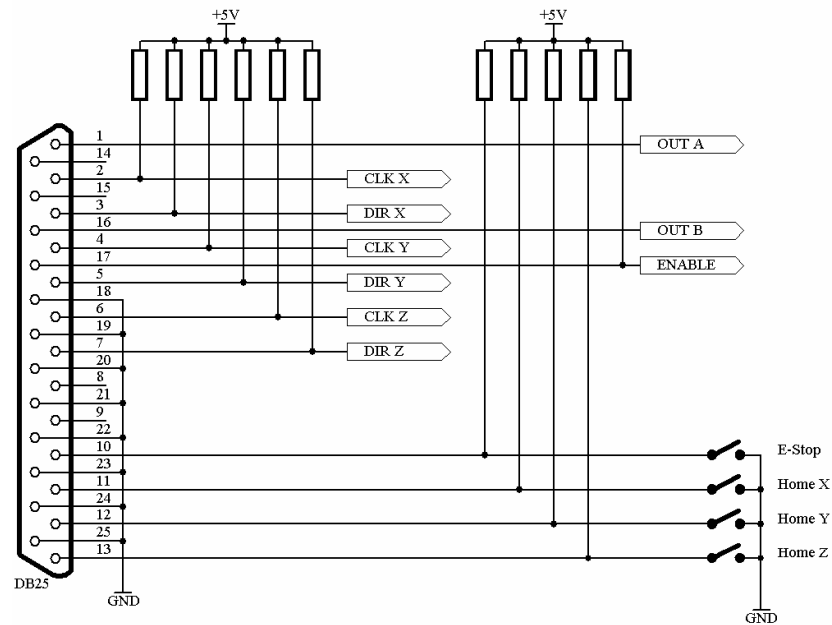 +5V
+5V
1
OUT A
14
2
CLK X
15
3
DIR X
16
OUT B
4
CLK Y
17
ENABLE
5
DIR Y
18
6
CLK Z
19
7
DIR Z
20
8
21
9
22
10
E-Stop
23
11
Home X
24
12
Home Y
25
13
Home Z
DB25
GND
GND